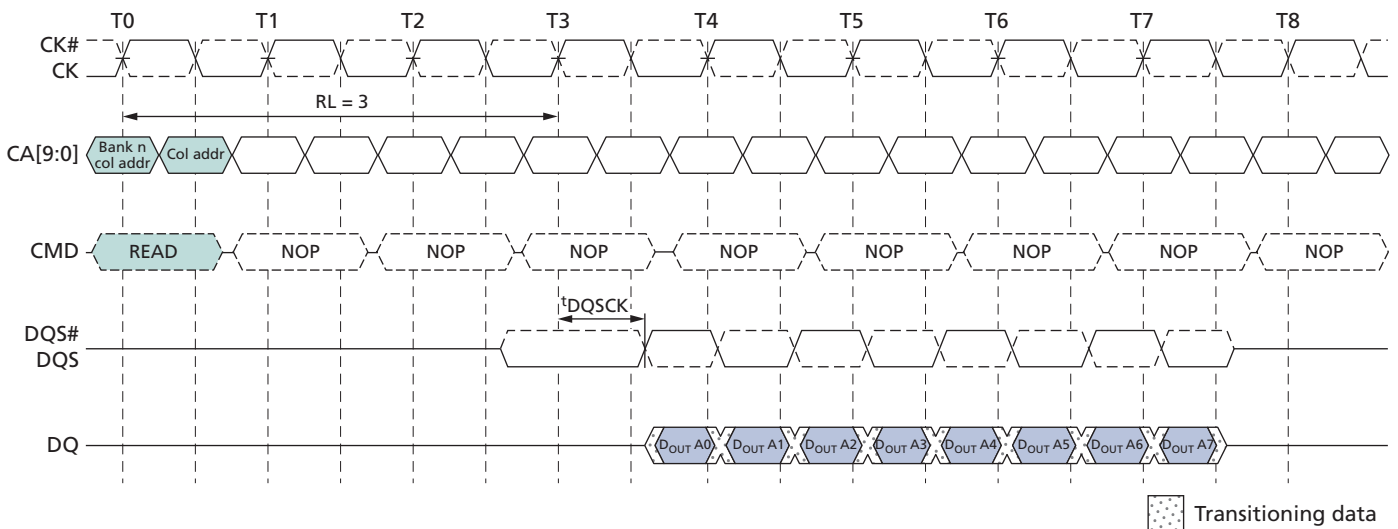 T0 T1 T2 T3 T4 T5 T6 T7 T8
CK#
CK
RL = 3
CA[9:0]
Bank n
col addr
Col addr
CMD READ NOP NOP NOP NOP NOP NOP NOP NOP
tDQSCK
DQS#
DQS
DQ DOUT A0 DOUT A1 DOUT A2 DOUT A3 DOUT A4 DOUT A5 DOUT A6 DOUT A7
Transitioning data